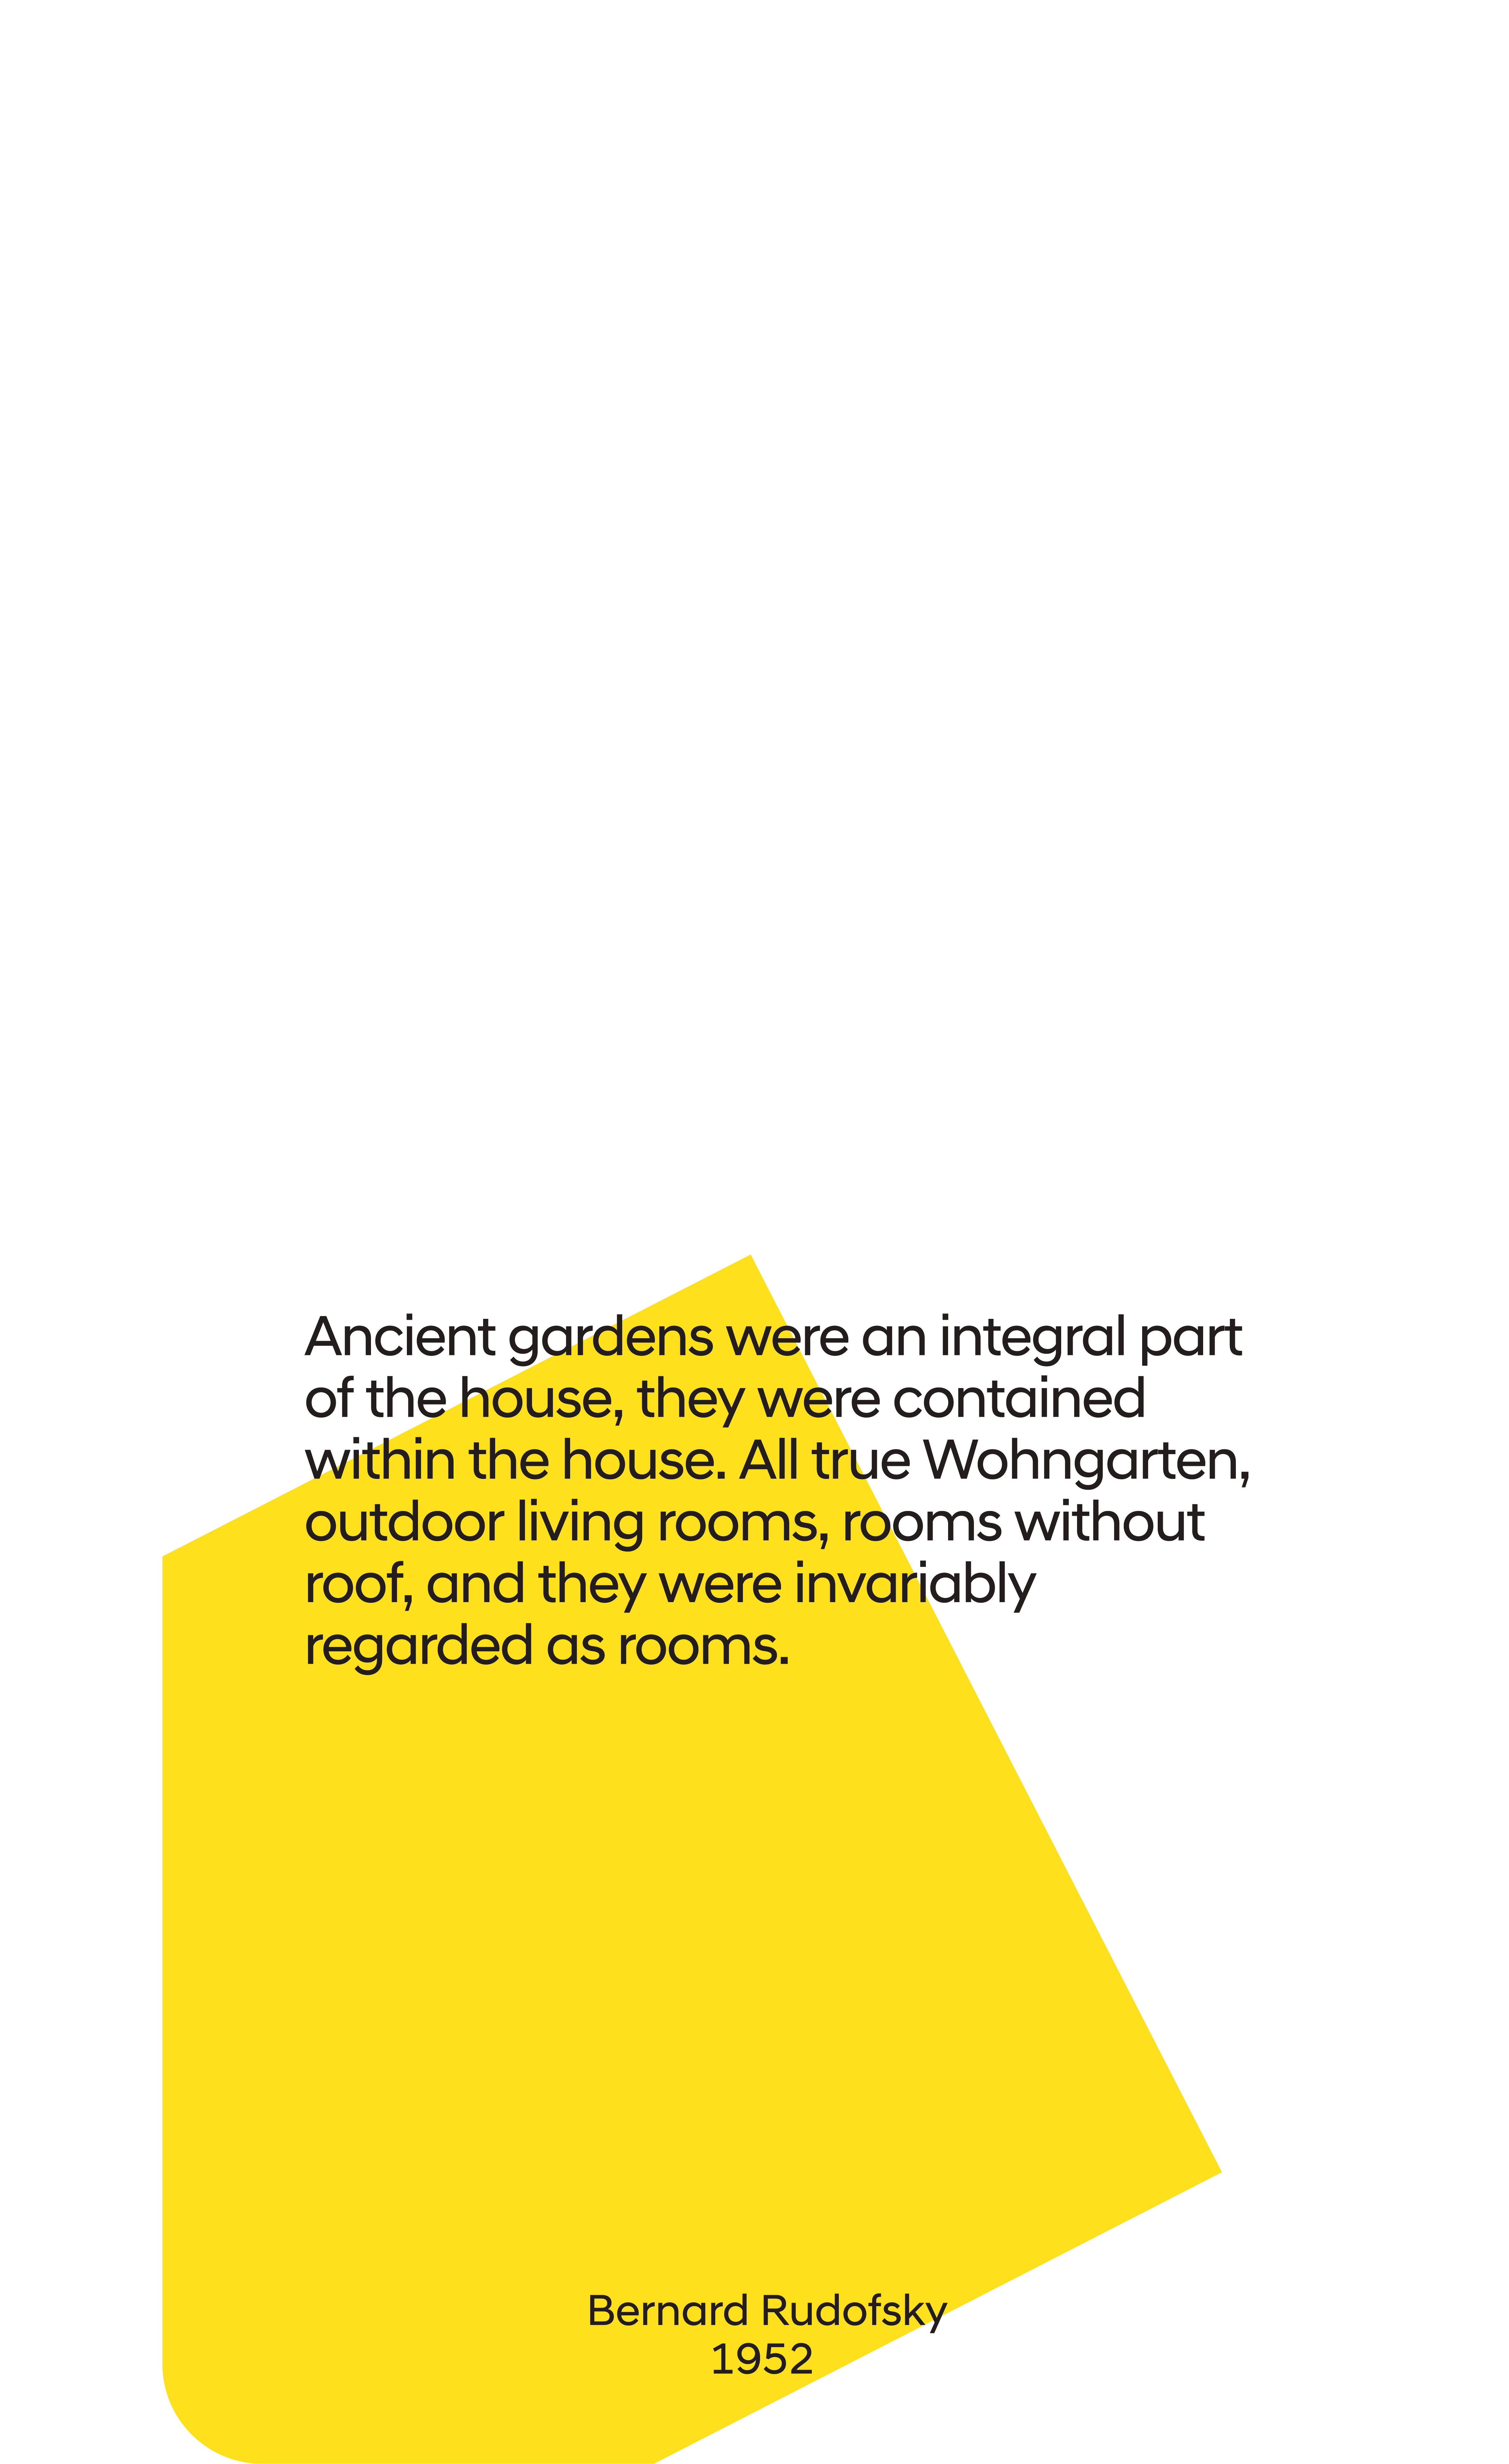 Ancient gardens were an integral part
of the house, they were contained
within the house. All true Wohngarten,
outdoor living rooms, rooms without
roof, and they were invariably
regarded as rooms.
Bernard Rudofsky
1952